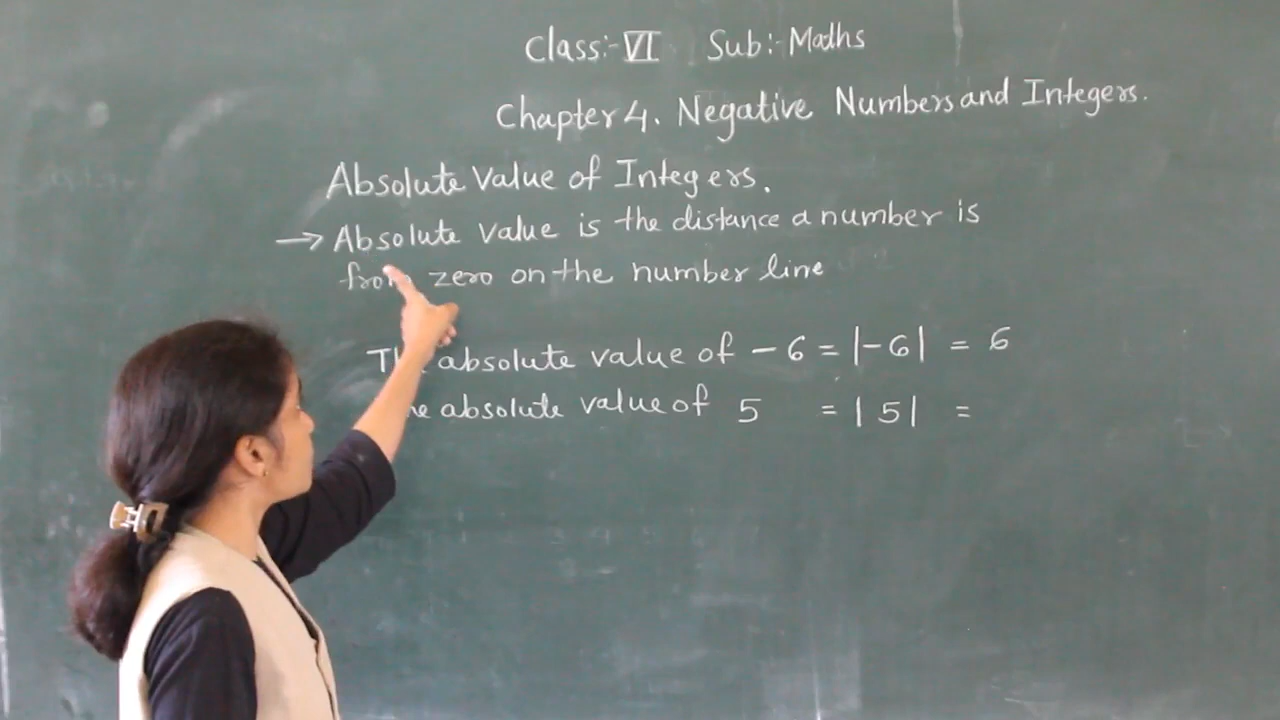 Class:- VI Sub:- Maths
Chapter 4. Negative Numbers and Integers.
Absolute Value of Integers.
→ Absolute value is the distance a number is
from zero on the number line
The absolute value of - 6 = |-6| = 6
The absolute value of 5 = | 5| =